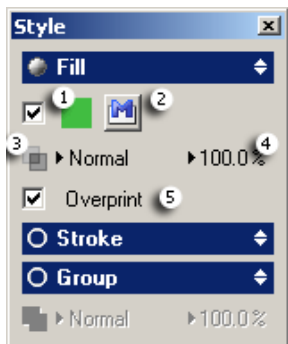 Style
Fill
1 2
3 Normal 100.0% 4
Overprint 5
Stroke
Group
Normal 100.0%